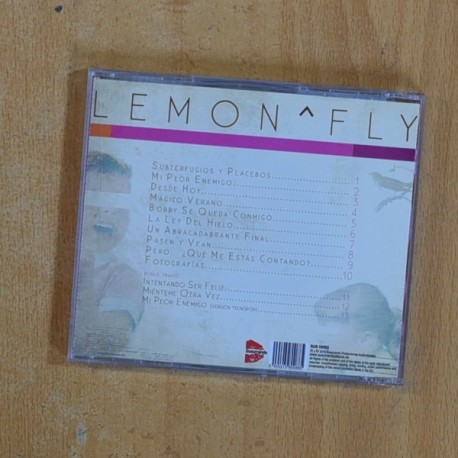 LEMON^FLY
SUBTERFUGIOS Y PLACEBOS 1
MI PEOR ENEMIGO 2
DESDE HOY 3
MÁGICO VERANO 4
BOBBY SE QUEDA CONMIGO 5
LA LEY DEL HIELO 6
UN ABRACADABRANTE FINAL 7
PASEN Y VEAN 8
PERO... ¿QUÉ ME ESTÁS CONTANDO? 9
FOTOGRAFÍAS 10
BONUS TRACKS
INTENTANDO SER FELIZ 11
MIÉNTEME OTRA VEZ 12
MI PEOR ENEMIGO 13